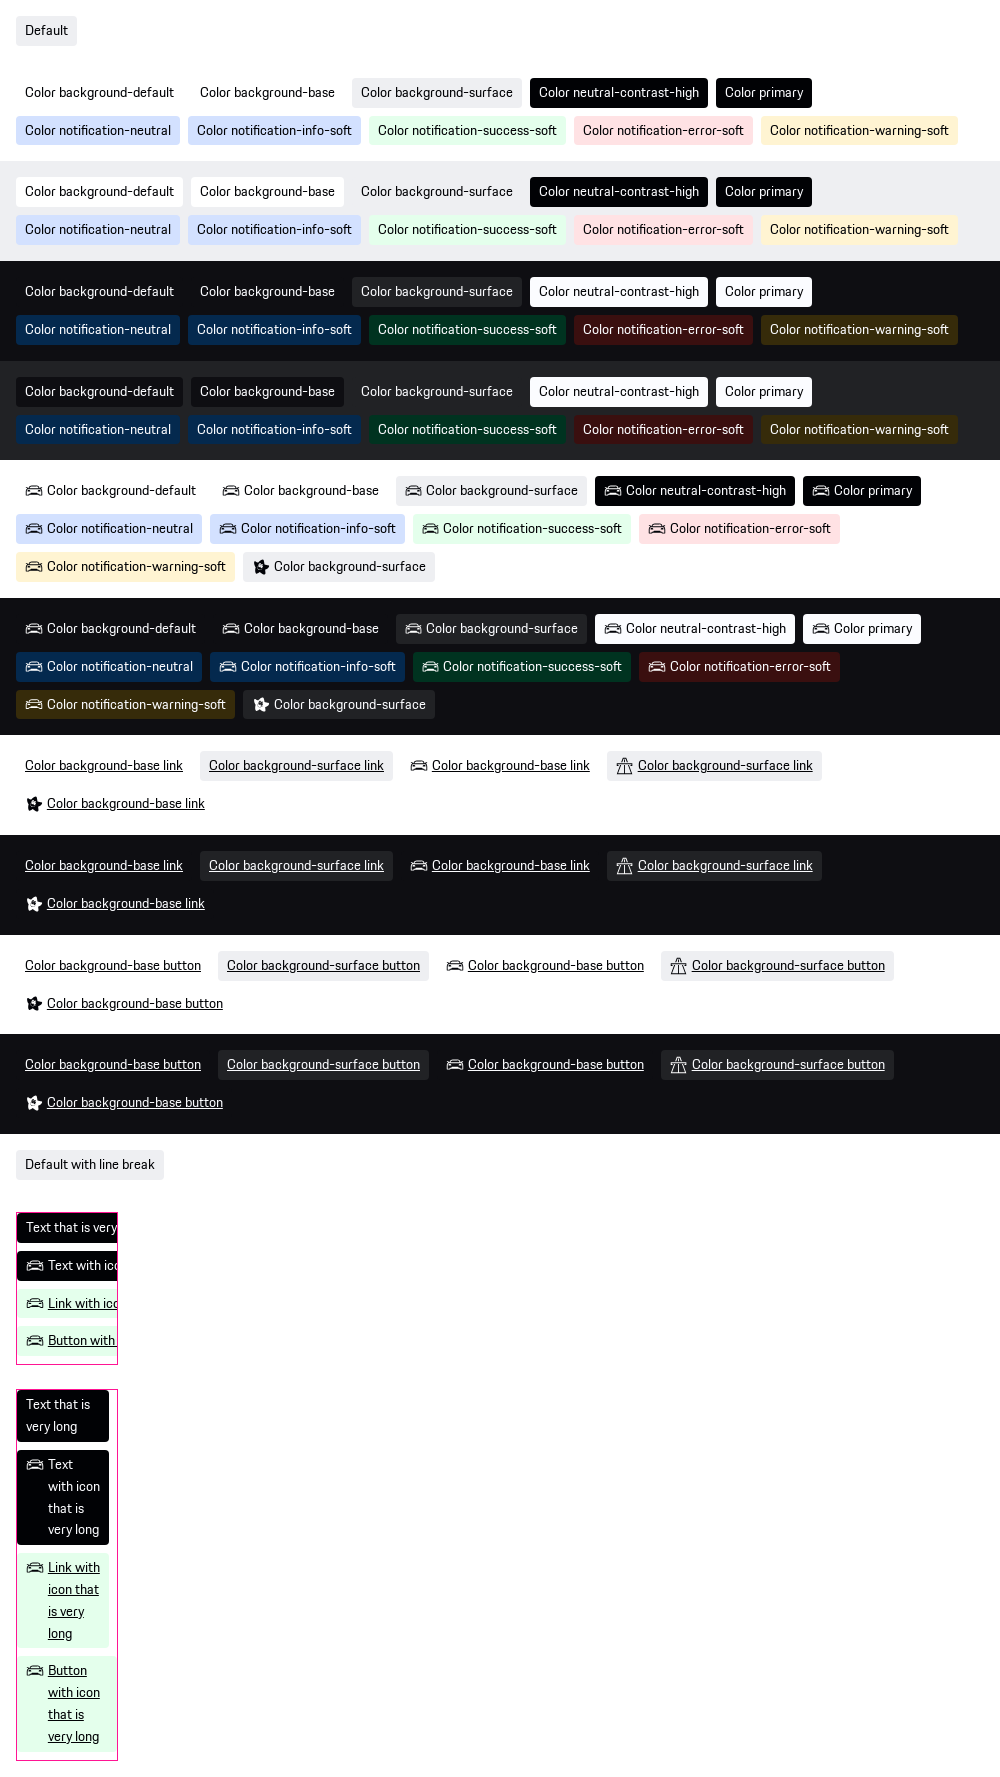 Default
Color background-default Color background-base Color background-surface Color neutral-contrast-high Color primary
Color notification-neutral Color notification-info-soft Color notification-success-soft Color notification-error-soft Color notification-warning-soft
Color background-default Color background-base Color background-surface Color neutral-contrast-high Color primary
Color notification-neutral Color notification-info-soft Color notification-success-soft Color notification-error-soft Color notification-warning-soft
Color background-default Color background-base Color background-surface Color neutral-contrast-high Color primary
Color notification-neutral Color notification-info-soft Color notification-success-soft Color notification-error-soft Color notification-warning-soft
Color background-default Color background-base Color background-surface Color neutral-contrast-high Color primary
Color notification-neutral Color notification-info-soft Color notification-success-soft Color notification-error-soft Color notification-warning-soft
Color background-default Color background-base Color background-surface Color neutral-contrast-high Color primary
Color notification-neutral Color notification-info-soft Color notification-success-soft Color notification-error-soft
Color notification-warning-soft Color background-surface
Color background-default Color background-base Color background-surface Color neutral-contrast-high Color primary
Color notification-neutral Color notification-info-soft Color notification-success-soft Color notification-error-soft
Color notification-warning-soft Color background-surface
Color background-base link Color background-surface link Color background-base link Color background-surface link
Color background-base link
Color background-base link Color background-surface link Color background-base link Color background-surface link
Color background-base link
Color background-base button Color background-surface button Color background-base button Color background-surface button
Color background-base button
Color background-base button Color background-surface button Color background-base button Color background-surface button
Color background-base button
Default with line break
Text that is very
Text with ico
Link with ico
Button with
Text that is
very long
Text
with icon
that is
very long
Link with
icon that
is very
long
Button
with icon
that is
very long